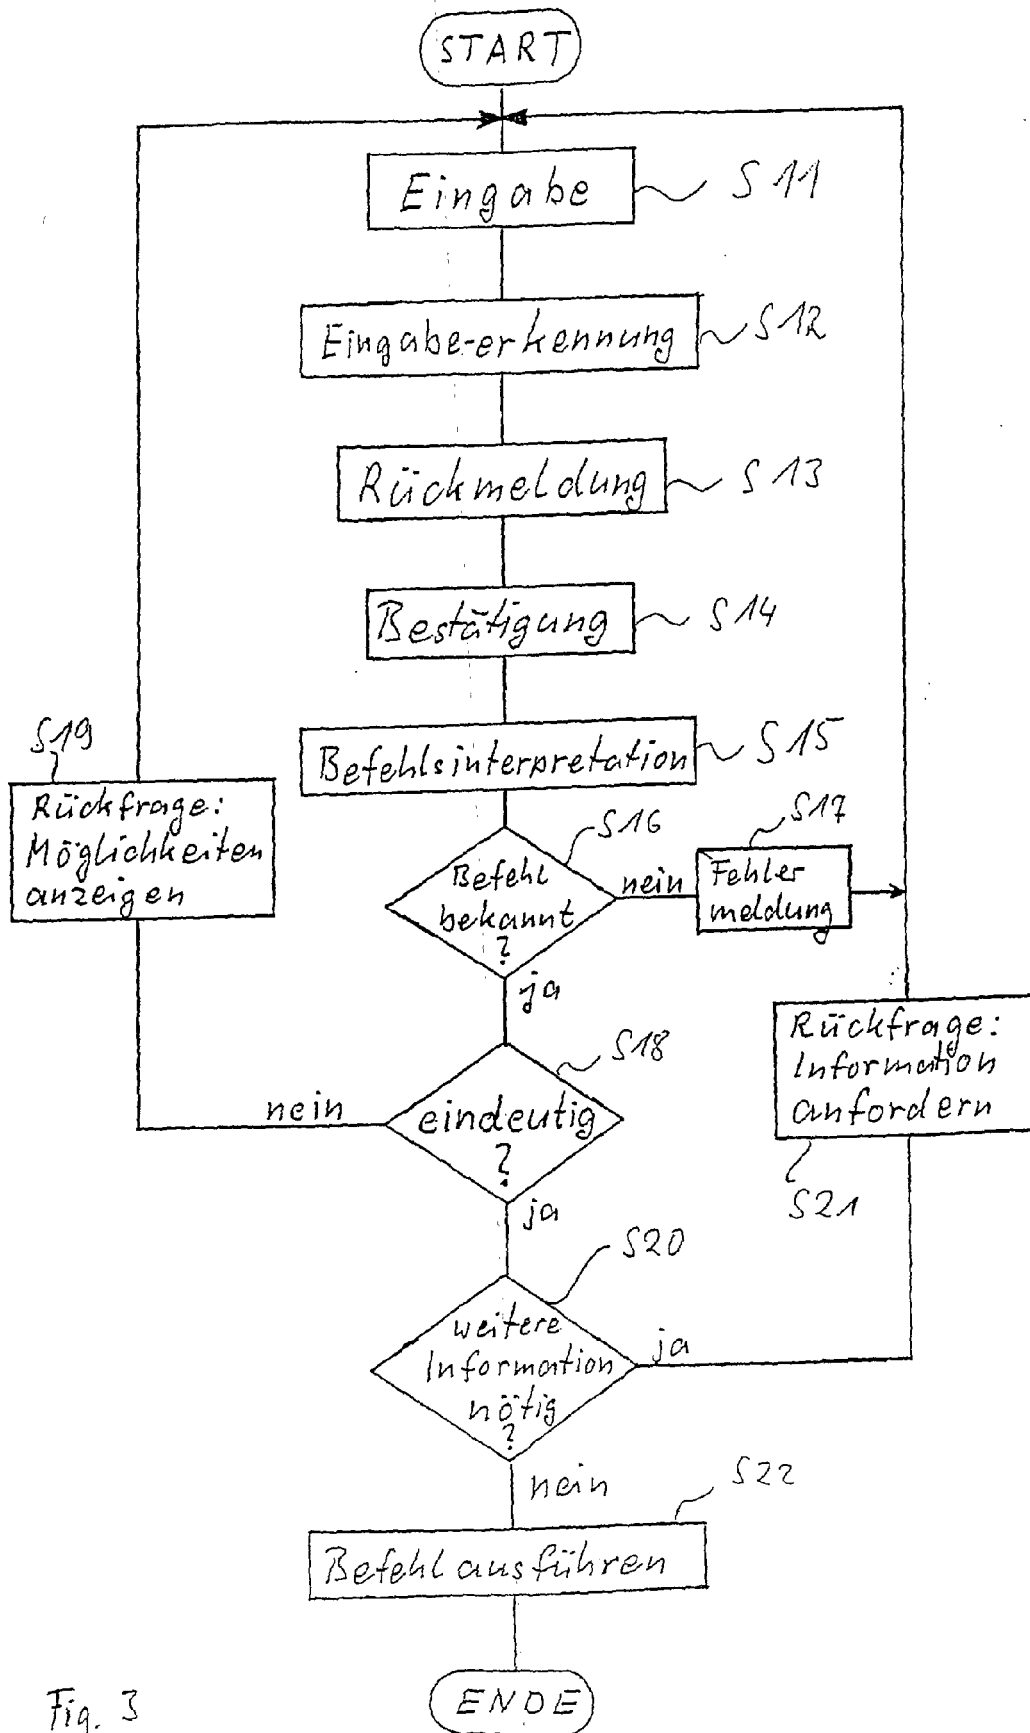 START
Eingabe
S11
Eingabe-erkennung
S12
Rückmeldung
S13
Bestätigung
S14
Befehlsinterpretation
S15
S19
Rückfrage:
Möglichkeiten
anzeigen
S16
Befehl
bekannt
?
nein
S17
Fehler
meldung
ja
S18
eindeutig
?
nein
ja
Rückfrage:
Information
anfordern
S21
S20
weitere
Information
nötig
?
ja
nein
S22
Befehl ausführen
ENDE
Fig. 3